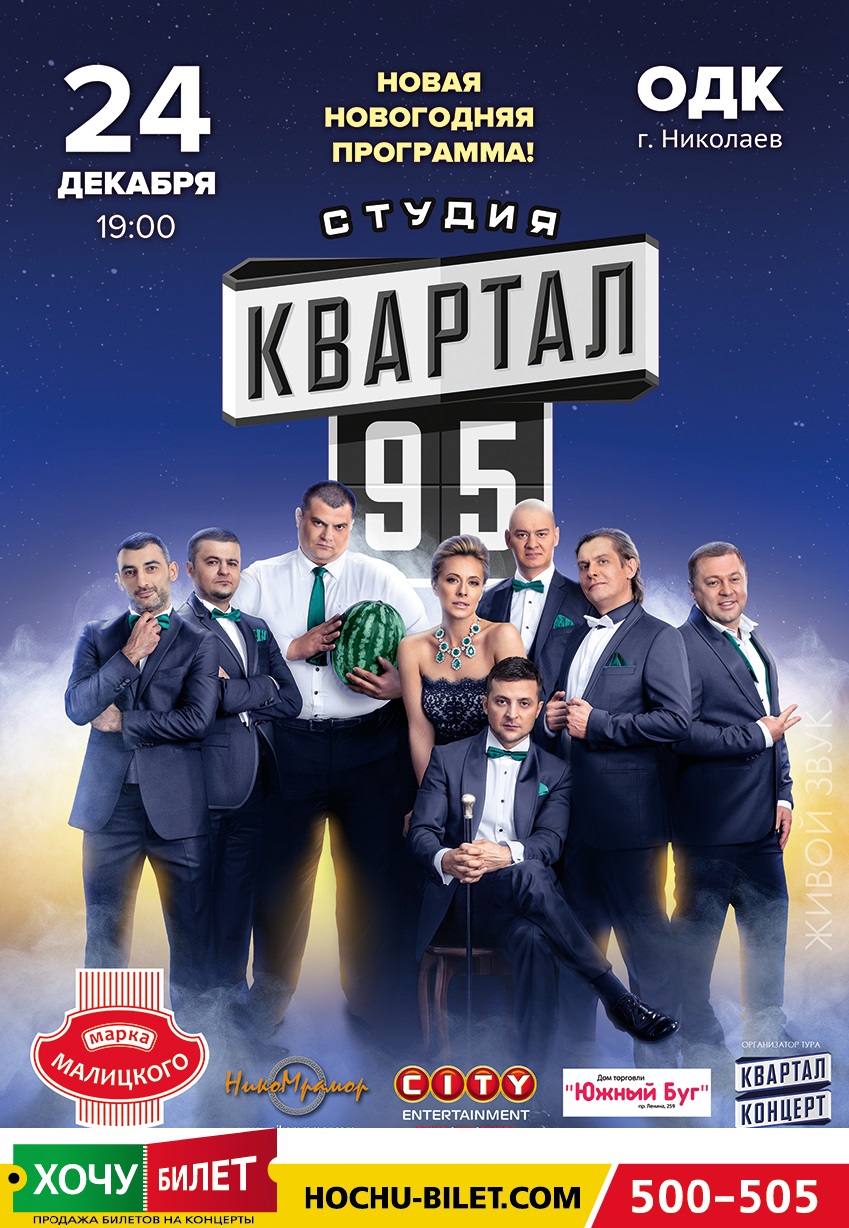 24
ДЕКАБРЯ
19:00
НОВАЯ
НОВОГОДНЯЯ
ПРОГРАММА!
ОДК
г. Николаев
СТУДИЯ
КВАРТАЛ
95
ЖИВОЙ ЗВУК
марка
МАЛИЦКОГО
НикоМрамор
CITY
ENTERTAINMENT
Дом торговли
"Южный Буг"
пр. Ленина, 259
ОРГАНИЗАТОР ТУРА
КВАРТАЛ
КОНЦЕРТ
ХОЧУ БИЛЕТ
ПРОДАЖА БИЛЕТОВ НА КОНЦЕРТЫ
HOCHU-BILET.COM
500-505